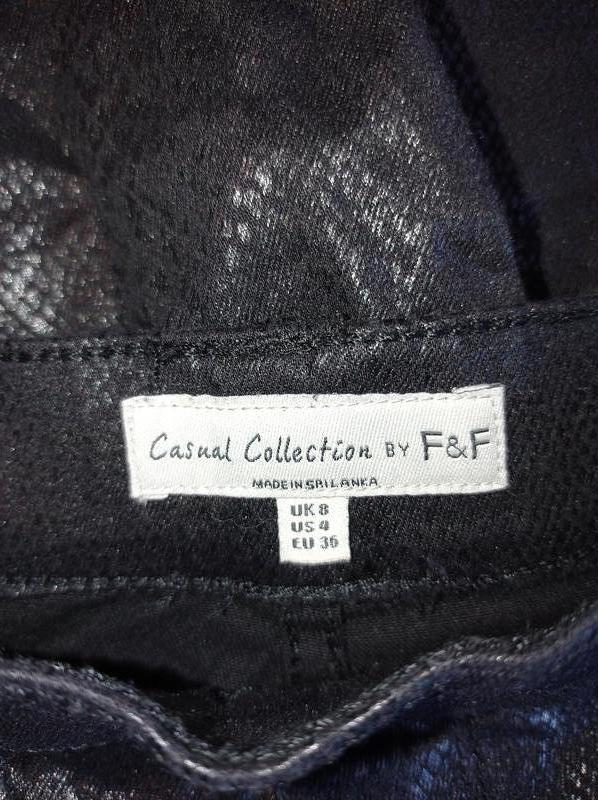 Casual Collection BY F&F
MADE IN SRI LANKA
UK 8
US 4
EU 36